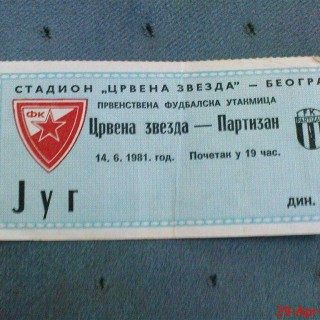 СТАДИОН „ЦРВЕНА ЗВЕЗДА" — БЕОГРА
ПРВЕНСТВЕНА ФУДБАЛСКА УТАКМИЦА
ФК
Црвена звезда — Партизан
14. 6. 1981. год. Почетак у 19 час.
Југ
ДИН.